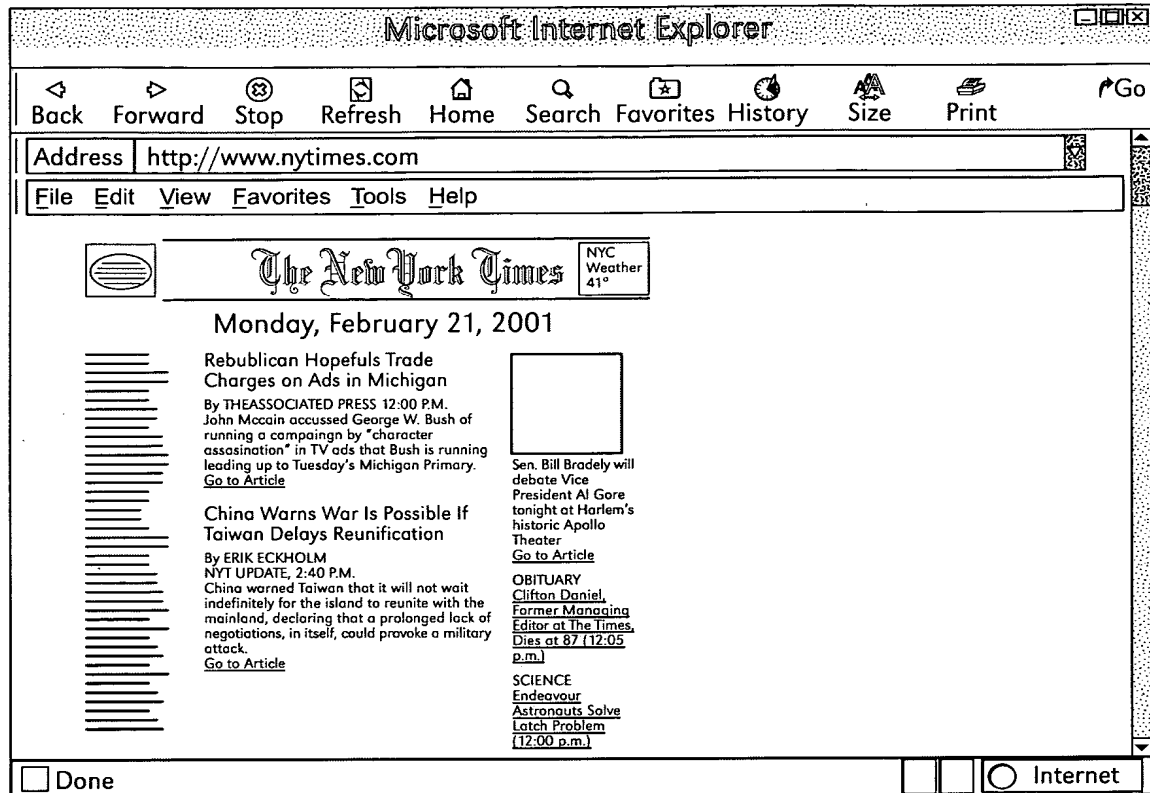 Microsoft Internet Explorer
Back Forward Stop Refresh Home Search Favorites History Size Print Go
Address http://www.nytimes.com
File Edit View Favorites Tools Help
The New York Times
NYC
Weather
41°
Monday, February 21, 2001
Rebublican Hopefuls Trade
Charges on Ads in Michigan
By THEASSOCIATED PRESS 12:00 P.M.
John Mccain accussed George W. Bush of
running a compaingn by "character
assasination" in TV ads that Bush is running
leading up to Tuesday's Michigan Primary.
Go to Article
China Warns War Is Possible If
Taiwan Delays Reunification
By ERIK ECKHOLM
NYT UPDATE, 2:40 P.M.
China warned Taiwan that it will not wait
indefinitely for the island to reunite with the
mainland, declaring that a prolonged lack of
negotiations, in itself, could provoke a military
attack.
Go to Article
Sen. Bill Bradely will
debate Vice
President Al Gore
tonight at Harlem's
historic Apollo
Theater
Go to Article
OBITUARY
Clifton Daniel,
Former Managing
Editor at The Times,
Dies at 87 (12:05
p.m.)
SCIENCE
Endeavour
Astronauts Solve
Latch Problem
(12:00 p.m.)
Done
Internet